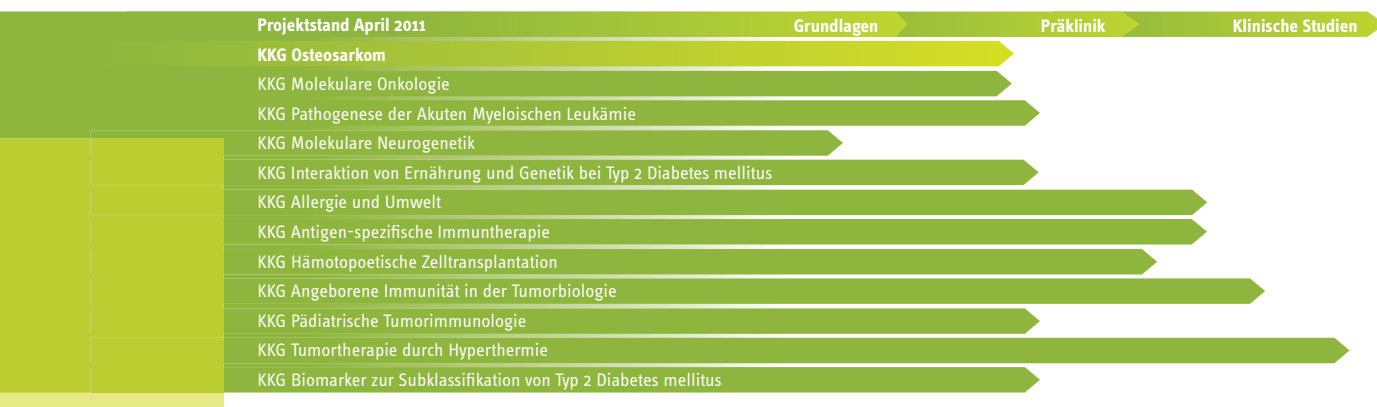 Projektstand April 2011 Grundlagen Präklinik Klinische Studien
KKG Osteosarkom
KKG Molekulare Onkologie
KKG Pathogenese der Akuten Myeloischen Leukämie
KKG Molekulare Neurogenetik
KKG Interaktion von Ernährung und Genetik bei Typ 2 Diabetes mellitus
KKG Allergie und Umwelt
KKG Antigen-spezifische Immuntherapie
KKG Hämotopoetische Zelltransplantation
KKG Angeborene Immunität in der Tumorbiologie
KKG Pädiatrische Tumorimmunologie
KKG Tumortherapie durch Hyperthermie
KKG Biomarker zur Subklassifikation von Typ 2 Diabetes mellitus